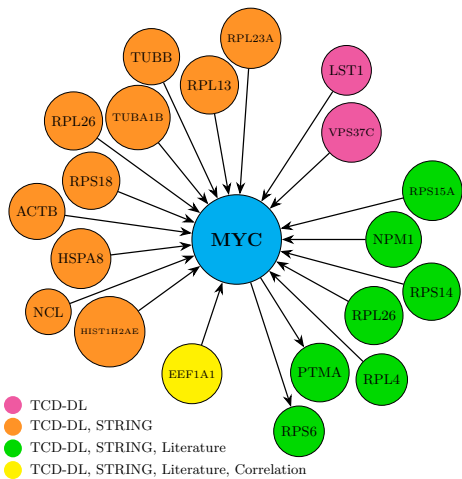 RPL23A
TUBB
LST1
RPL13
TUBA1B
RPL26
VPS37C
RPS18
RPS15A
ACTB
MYC
NPM1
HSPA8
RPS14
NCL
RPL26
HIST1H2AE
EEF1A1
PTMA
RPL4
RPS6
TCD-DL
TCD-DL, STRING
TCD-DL, STRING, Literature
TCD-DL, STRING, Literature, Correlation